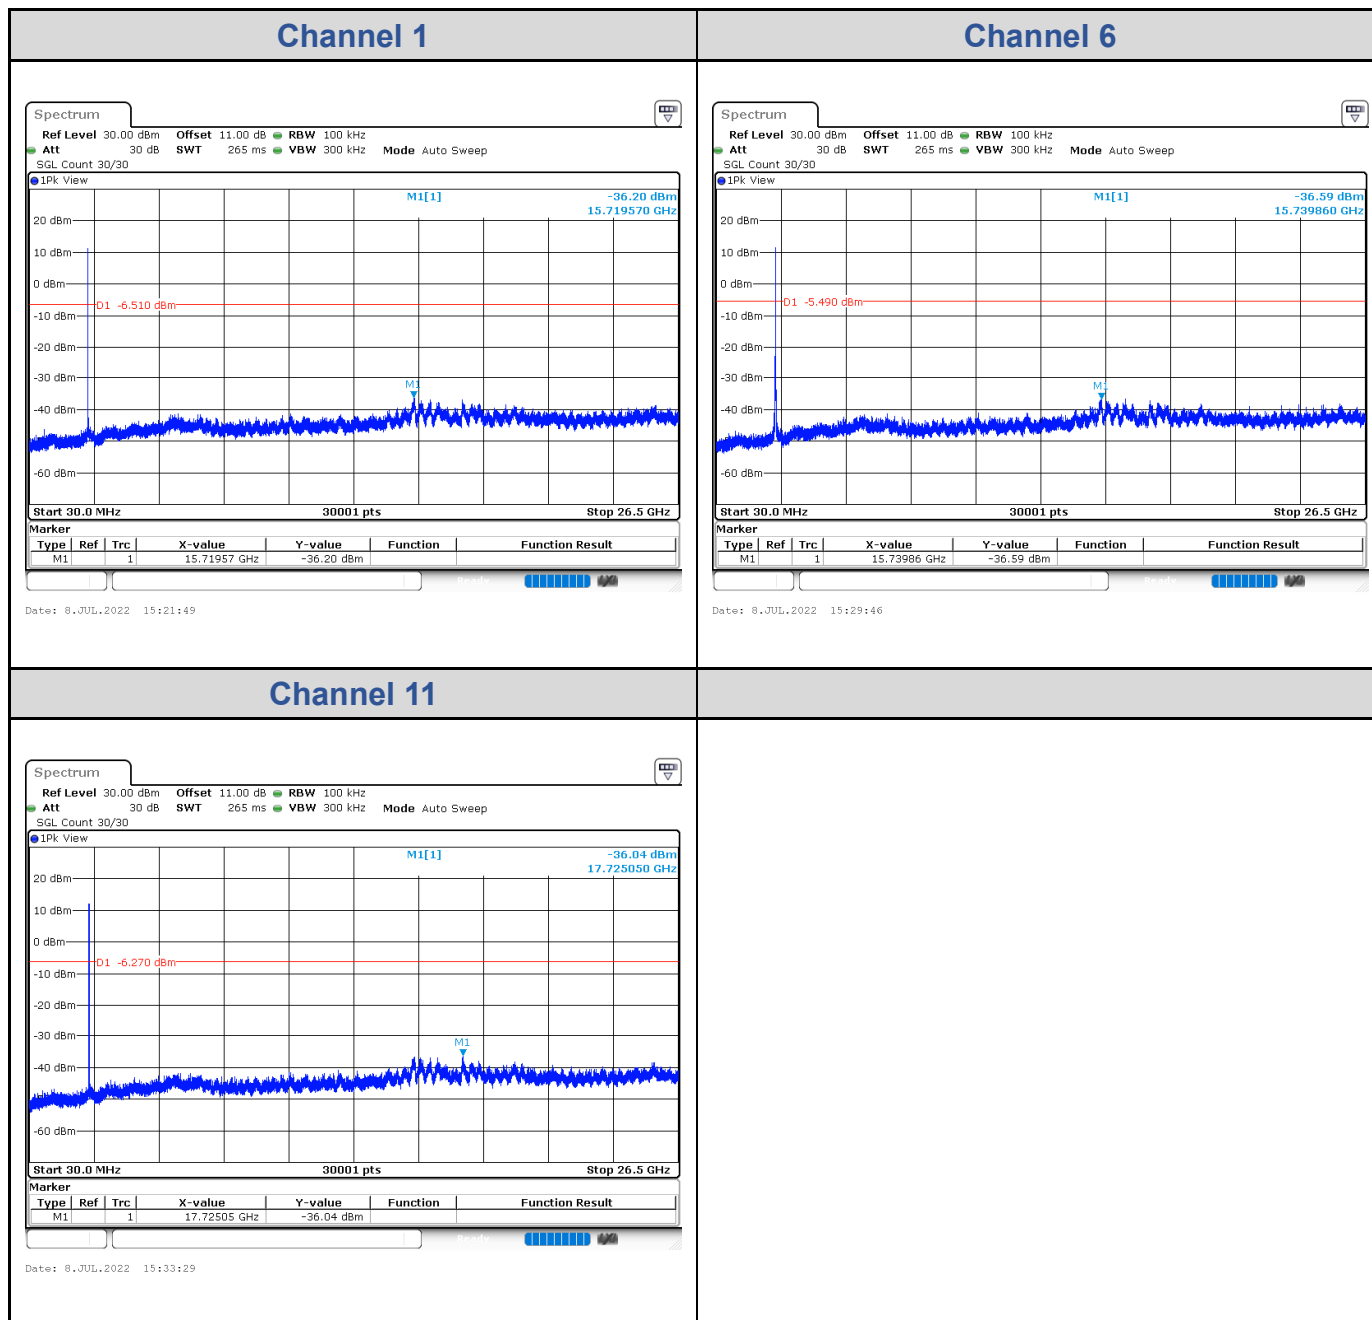 Channel 1
Spectrum
Ref Level 30.00 dBm Offset 11.00 dB RBW 100 kHz
Att 30 dB SWT 265 ms VBW 300 kHz Mode Auto Sweep
SGL Count 30/30
1Pk View
M1[1] -36.20 dBm
15.719570 GHz
20 dBm
10 dBm
0 dBm
D1 -6.510 dBm
-10 dBm
-20 dBm
-30 dBm
M1
-40 dBm
-60 dBm
Start 30.0 MHz 30001 pts Stop 26.5 GHz
Marker
Type Ref Trc X-value Y-value Function Function Result
M1 1 15.71957 GHz -36.20 dBm
Ready
Date: 8.JUL.2022 15:21:49
Channel 6
Spectrum
Ref Level 30.00 dBm Offset 11.00 dB RBW 100 kHz
Att 30 dB SWT 265 ms VBW 300 kHz Mode Auto Sweep
SGL Count 30/30
1Pk View
M1[1] -36.59 dBm
15.739860 GHz
20 dBm
10 dBm
0 dBm
D1 -5.490 dBm
-10 dBm
-20 dBm
-30 dBm
M1
-40 dBm
-60 dBm
Start 30.0 MHz 30001 pts Stop 26.5 GHz
Marker
Type Ref Trc X-value Y-value Function Function Result
M1 1 15.73986 GHz -36.59 dBm
Ready
Date: 8.JUL.2022 15:29:46
Channel 11
Spectrum
Ref Level 30.00 dBm Offset 11.00 dB RBW 100 kHz
Att 30 dB SWT 265 ms VBW 300 kHz Mode Auto Sweep
SGL Count 30/30
1Pk View
M1[1] -36.04 dBm
17.725050 GHz
20 dBm
10 dBm
0 dBm
D1 -6.270 dBm
-10 dBm
-20 dBm
-30 dBm
M1
-40 dBm
-60 dBm
Start 30.0 MHz 30001 pts Stop 26.5 GHz
Marker
Type Ref Trc X-value Y-value Function Function Result
M1 1 17.72505 GHz -36.04 dBm
Ready
Date: 8.JUL.2022 15:33:29